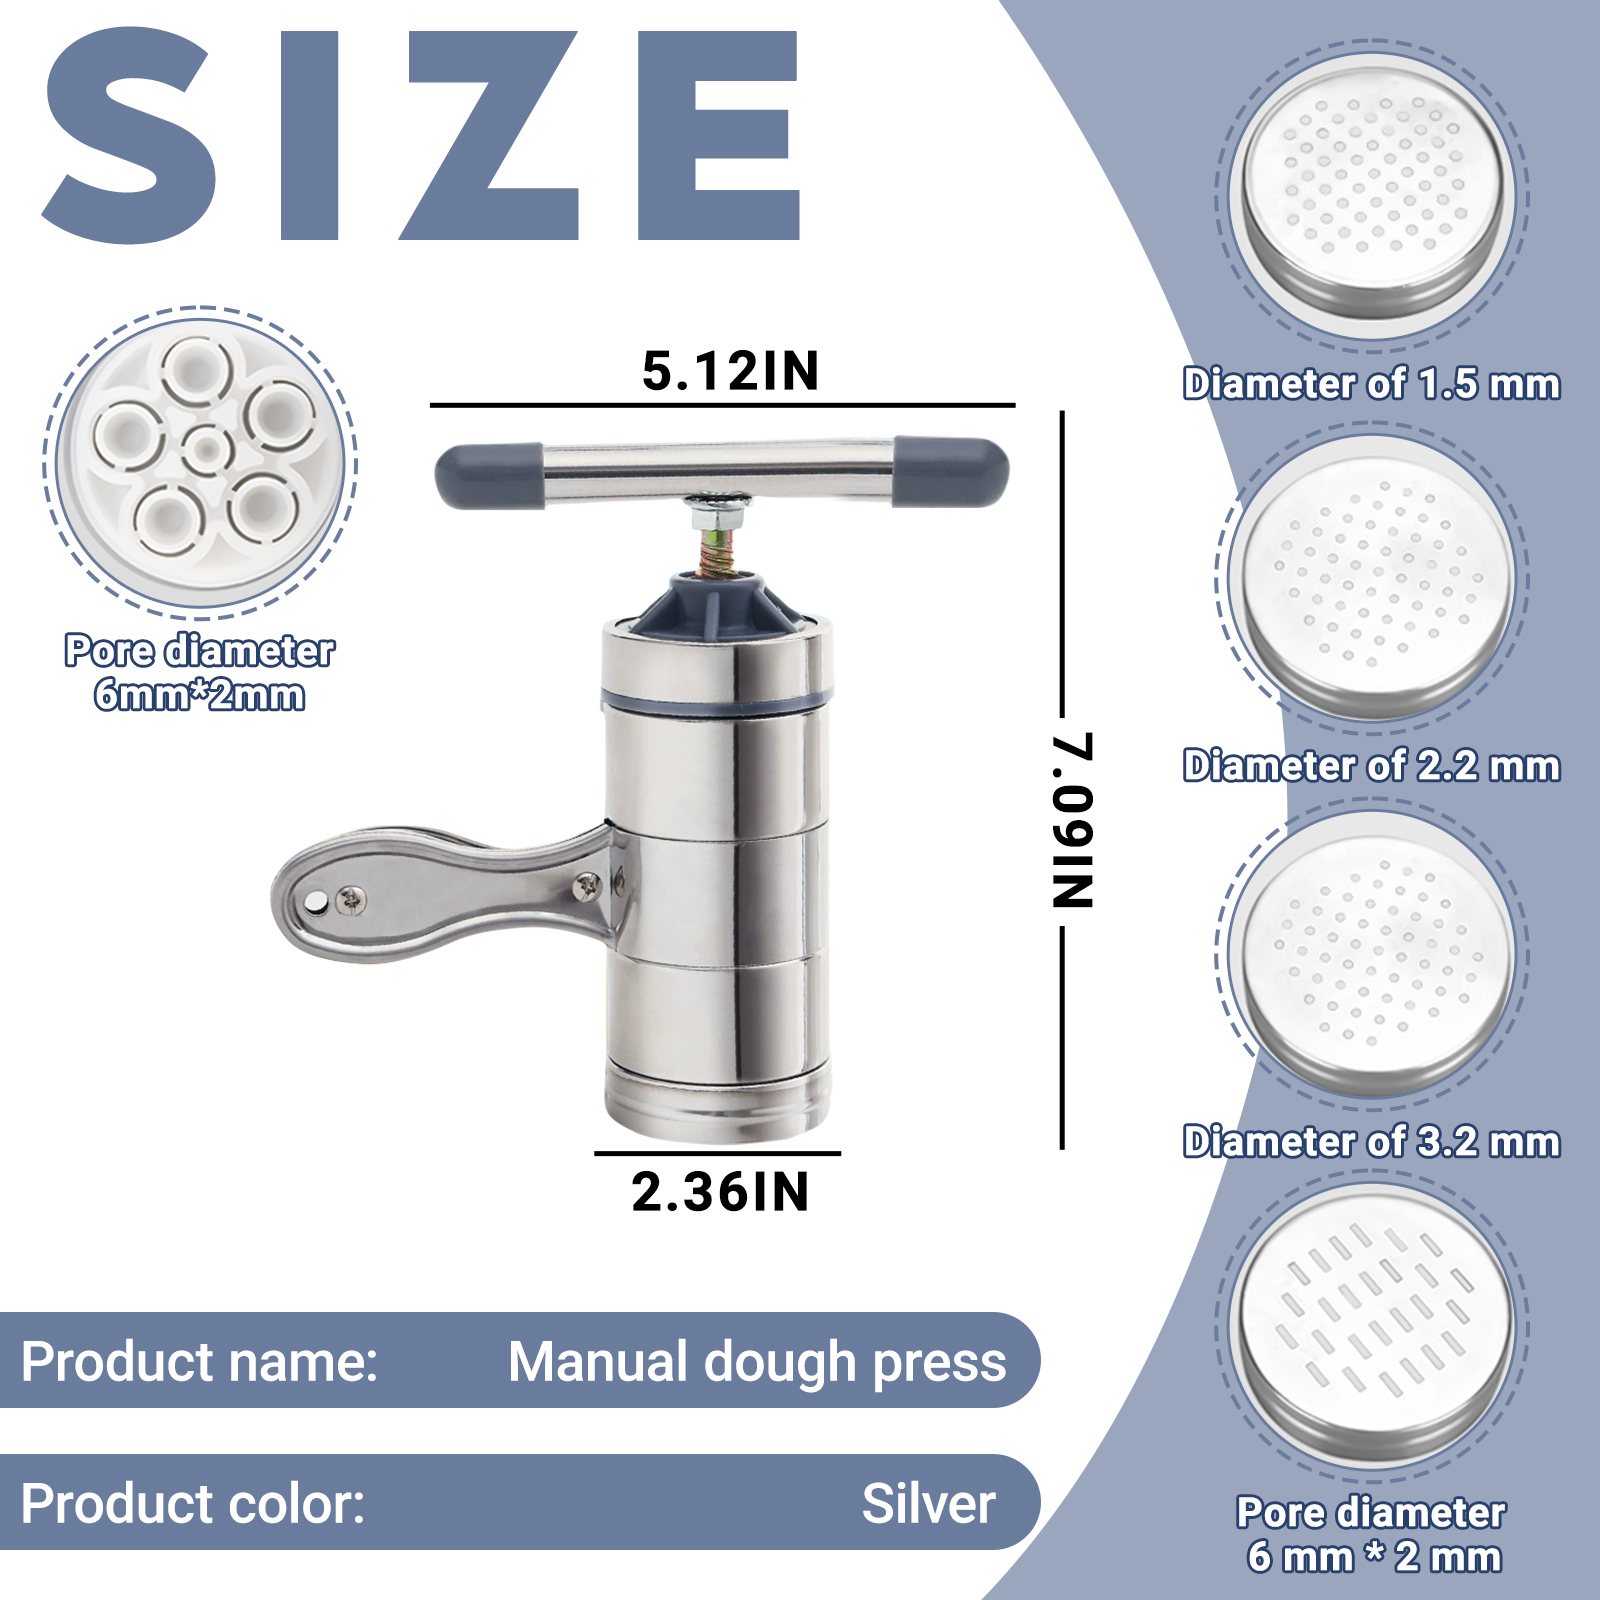 SIZE
5.12IN
7.09IN
2.36IN
Pore diameter
6mm*2mm
Diameter of 1.5 mm
Diameter of 2.2 mm
Diameter of 3.2 mm
Pore diameter
6 mm * 2 mm
Product name: Manual dough press
Product color: Silver